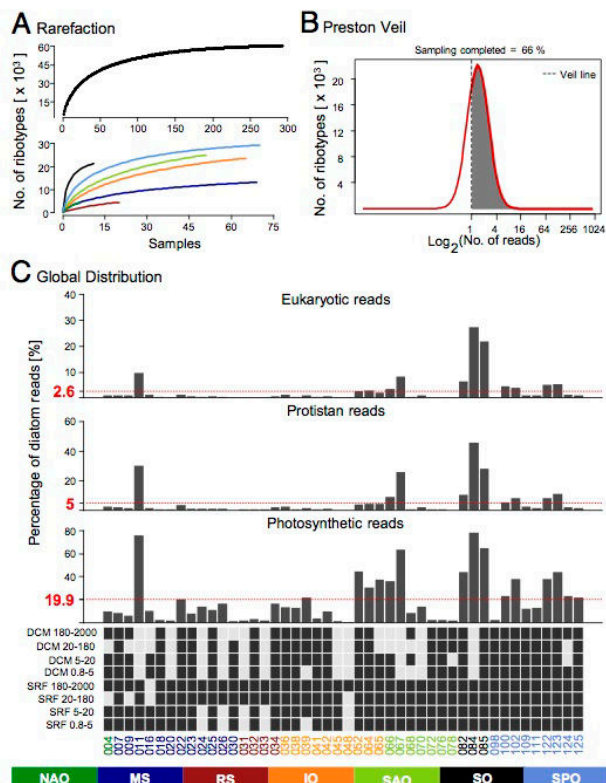 A Rarefaction
No. of ribotypes [ x 10³ ]
60
45
30
15
0 50 100 150 200 250 300
30
20
10
0
0 15 30 45 60 75
Samples
B Preston Veil
Sampling completed = 66 %
Veil line
No. of ribotypes [ x 10³ ]
20
16
12
8
4
1 4 16 64 256 1024
Log₂(No. of reads)
C Global Distribution
Percentage of diatom reads [%]
Eukaryotic reads
40
30
20
10
0
2.6
Protistan reads
60
40
20
0
5
Photosynthetic reads
80
60
40
20
0
19.9
DCM 180-2000
DCM 20-180
DCM 5-20
DCM 0.8-5
SRF 180-2000
SRF 20-180
SRF 5-20
SRF 0.8-5
004 007 009 011 016 018 020 022 023 024 025 026 030 031 032 033 034 036 038 039 041 042 043 048 052 064 065 066 067 068 070 072 076 078 082 084 085 098 100 102 109 111 122 123 124 125
NAO MS RS IO SAO SO SPO